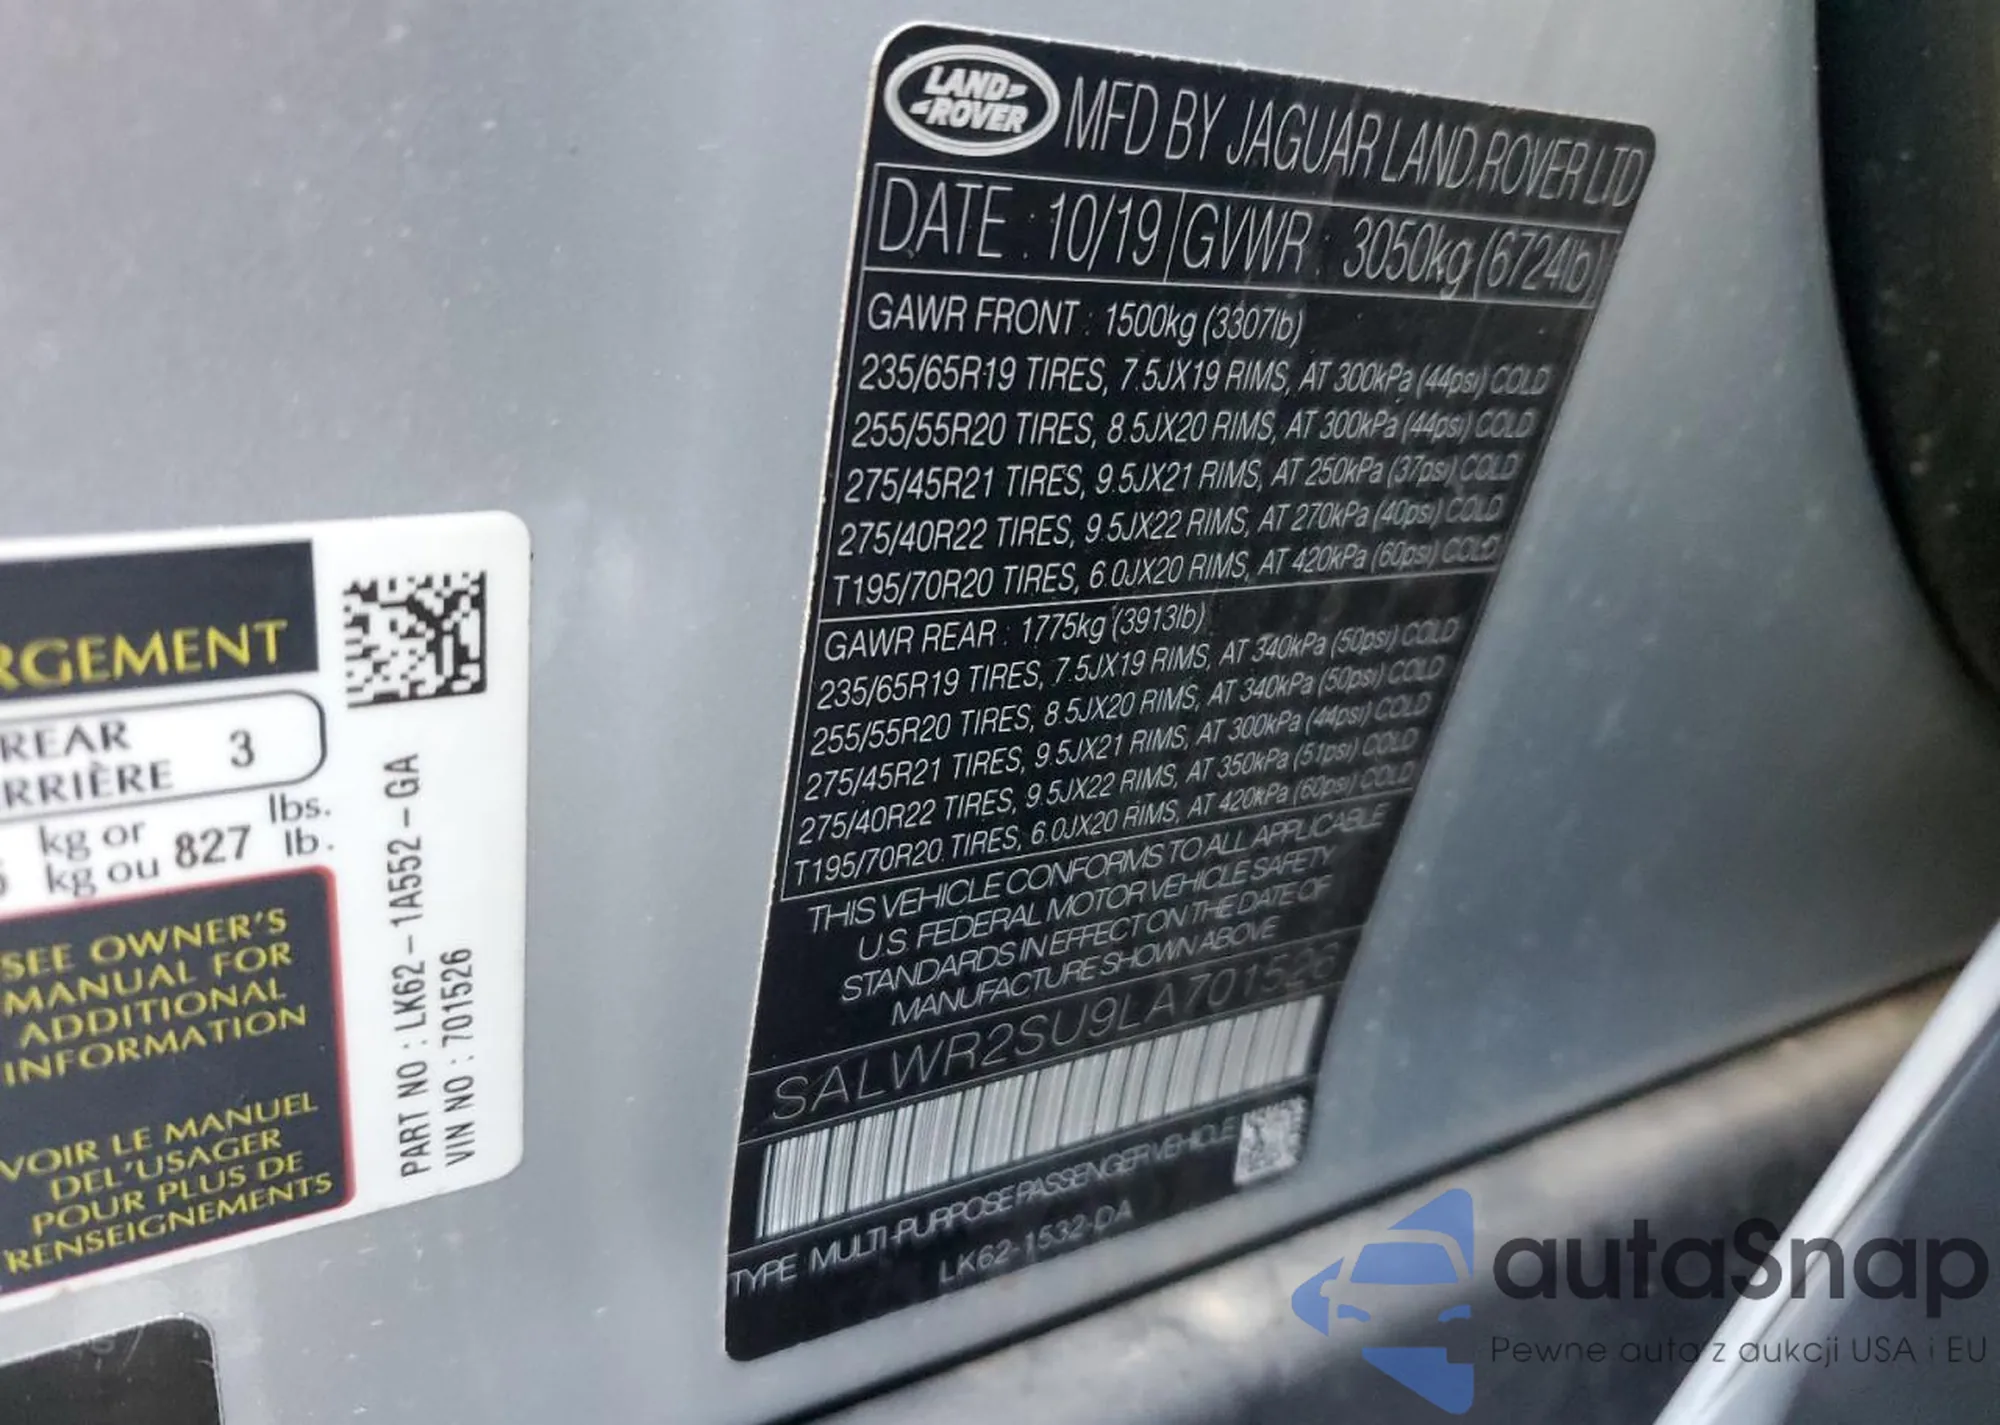 RGEMENT
REAR
RRIÈRE
3
kg or
kg ou
827
lbs.
lb.
SEE OWNER'S
MANUAL FOR
ADDITIONAL
INFORMATION
VOIR LE MANUEL
DEL'USAGER
POUR PLUS DE
RENSEIGNEMENTS
PART NO : LK62-1A552-GA
VIN NO : 701526
LAND
ROVER
MFD BY JAGUAR LAND ROVER LTD
DATE : 10/19 GVWR : 3050kg (6724lb)
GAWR FRONT : 1500kg (3307lb)
235/65R19 TIRES, 7.5JX19 RIMS, AT 300kPa (44psi) COLD
255/55R20 TIRES, 8.5JX20 RIMS, AT 300kPa (44psi) COLD
275/45R21 TIRES, 9.5JX21 RIMS, AT 250kPa (37psi) COLD
275/40R22 TIRES, 9.5JX22 RIMS, AT 270kPa (40psi) COLD
T195/70R20 TIRES, 6.0JX20 RIMS, AT 420kPa (60psi) COLD
GAWR REAR : 1775kg (3913lb)
235/65R19 TIRES, 7.5JX19 RIMS, AT 340kPa (50psi) COLD
255/55R20 TIRES, 8.5JX20 RIMS, AT 340kPa (50psi) COLD
275/45R21 TIRES, 9.5JX21 RIMS, AT 300kPa (44psi) COLD
275/40R22 TIRES, 9.5JX22 RIMS, AT 350kPa (51psi) COLD
T195/70R20 TIRES, 6.0JX20 RIMS, AT 420kPa (60psi) COLD
THIS VEHICLE CONFORMS TO ALL APPLICABLE
U.S. FEDERAL MOTOR VEHICLE SAFETY
STANDARDS IN EFFECT ON THE DATE OF
MANUFACTURE SHOWN ABOVE
SALWR2SU9LA701526
TYPE MULTI-PURPOSE PASSENGER VEHICLE
LK62-1532-DA
autaSnap
Pewne auta z aukcji USA i EU